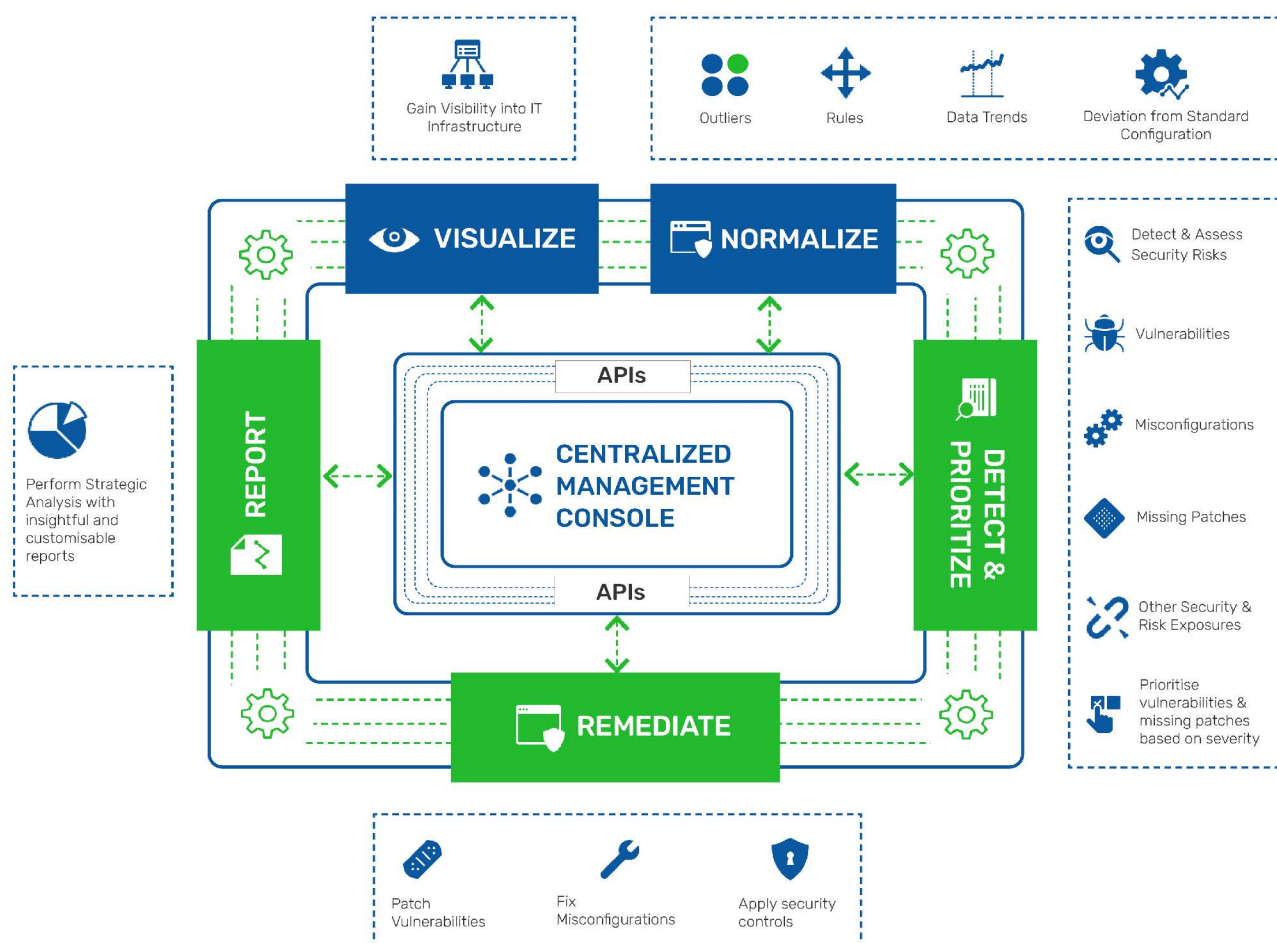 Gain Visibility into IT
Infrastructure
Outliers
Rules
Data Trends
Deviation from Standard
Configuration
VISUALIZE
NORMALIZE
Detect & Assess
Security Risks
Vulnerabilities
Misconfigurations
Missing Patches
Other Security &
Risk Exposures
Prioritise
vulnerabilities &
missing patches
based on severity
DETECT &
PRIORITIZE
APIs
CENTRALIZED
MANAGEMENT
CONSOLE
APIs
REPORT
Perform Strategic
Analysis with
insightful and
customisable
reports
REMEDIATE
Patch
Vulnerabilities
Fix
Misconfigurations
Apply security
controls